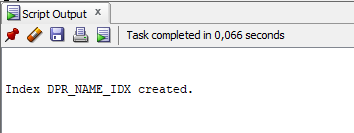 Script Output x
Task completed in 0,066 seconds
Index DPR_NAME_IDX created.